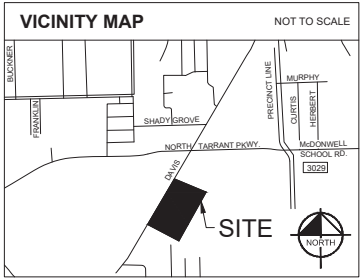 VICINITY MAP
NOT TO SCALE
BUCKNER
FRANKLIN
SHADY GROVE
PRECINCT LINE
MURPHY
CURTIS
HERBERT
NORTH TARRANT PKWY.
McDONWELL
SCHOOL RD.
3029
DAVIS
SITE
NORTH